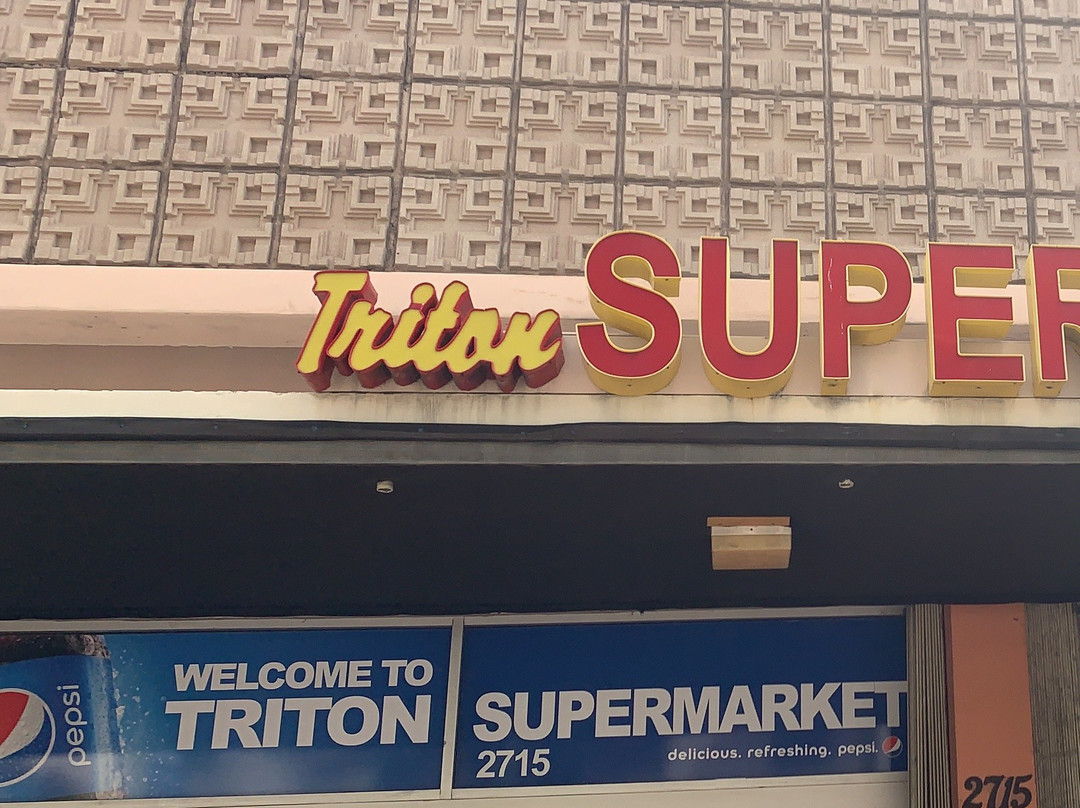 Triton SUPER
WELCOME TO
TRITON
pepsi
SUPERMARKET
2715
delicious. refreshing. pepsi.
2715